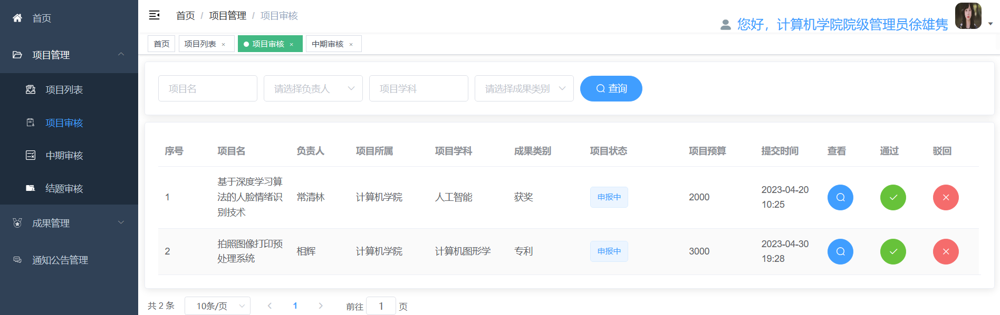 首页
项目管理
项目列表
项目审核
中期审核
结题审核
成果管理
通知公告管理
首页 / 项目管理 / 项目审核
您好，计算机学院院级管理员徐雄隽
首页 项目列表 × 项目审核 × 中期审核 ×
项目名 请选择负责人 项目学科 请选择成果类别 查询
序号 项目名 负责人 项目所属 项目学科 成果类别 项目状态 项目预算 提交时间 查看 通过 驳回
1 基于深度学习算法的人脸情绪识别技术 常清林 计算机学院 人工智能 获奖 申报中 2000 2023-04-20 10:25
2 拍照图像打印预处理系统 相辉 计算机学院 计算机图形学 专利 申报中 3000 2023-04-30 19:28
共 2 条 10条/页 1 前往 1 页